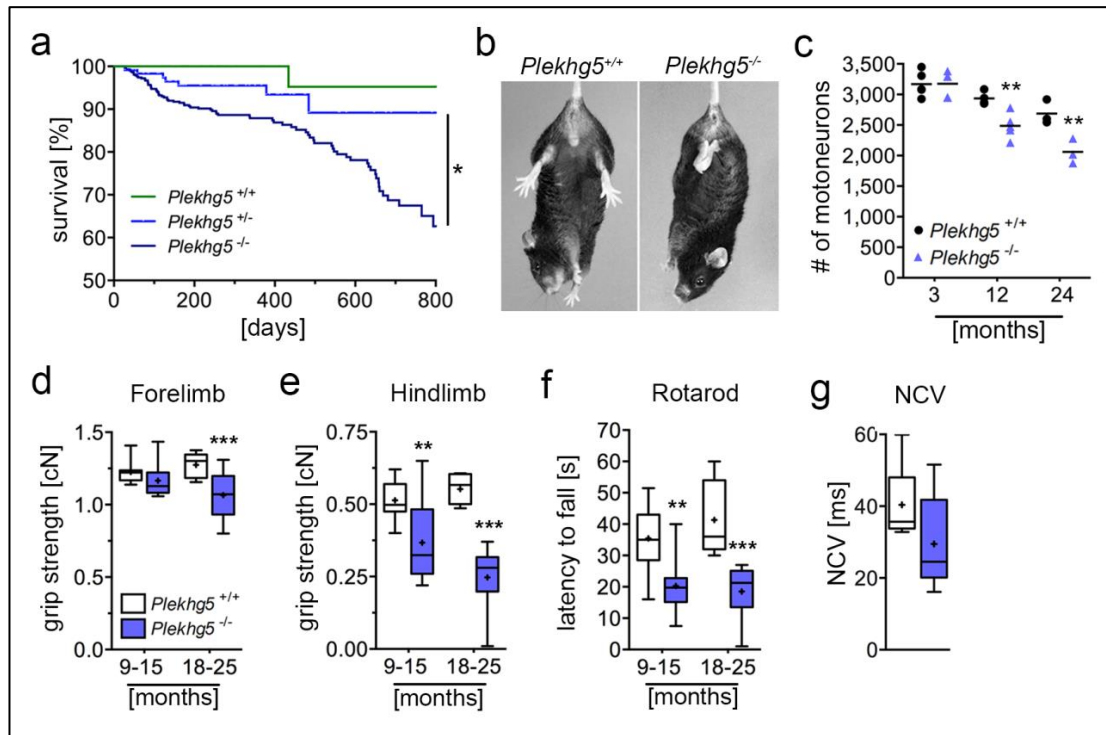 a
survival [%]
100
90
80
70
60
50
Plekhg5 +/+
Plekhg5 +/-
Plekhg5 -/-
*
0 200 400 600 800
[days]
b
Plekhg5+/+ Plekhg5-/-
c
# of motoneurons
3,500
3,000
2,500
2,000
1,500
1,000
500
0
** **
Plekhg5 +/+
Plekhg5 -/-
3 12 24
[months]
d
Forelimb
grip strength [cN]
1.5
1.0
0.5
0.0
***
Plekhg5 +/+
Plekhg5 -/-
9-15 18-25
[months]
e
Hindlimb
grip strength [cN]
0.75
0.50
0.25
0.00
** ***
9-15 18-25
[months]
f
Rotarod
latency to fall [s]
70
60
50
40
30
20
10
0
** ***
9-15 18-25
[months]
g
NCV
NCV [ms]
60
40
20
0